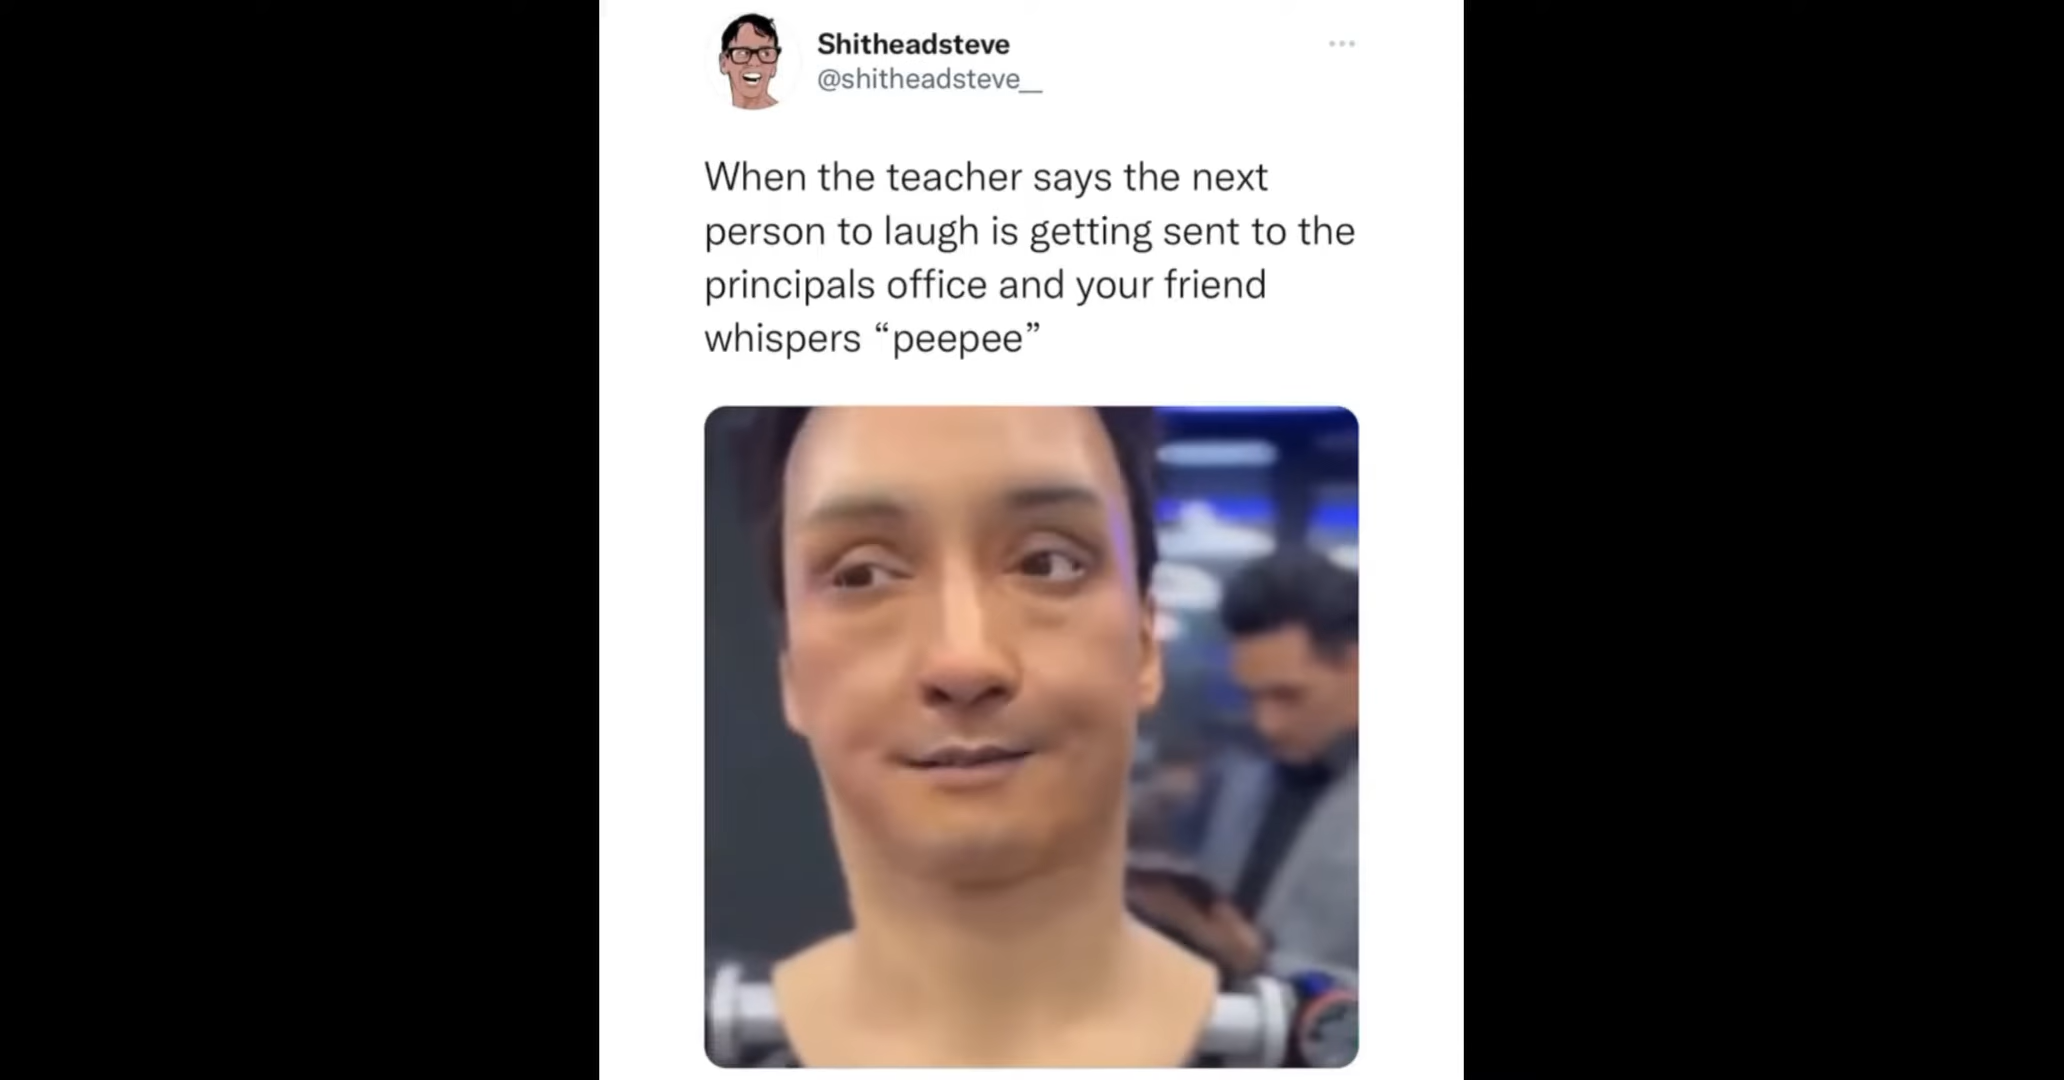 Shitheadsteve
@shitheadsteve__
When the teacher says the next
person to laugh is getting sent to the
principals office and your friend
whispers “peepee”